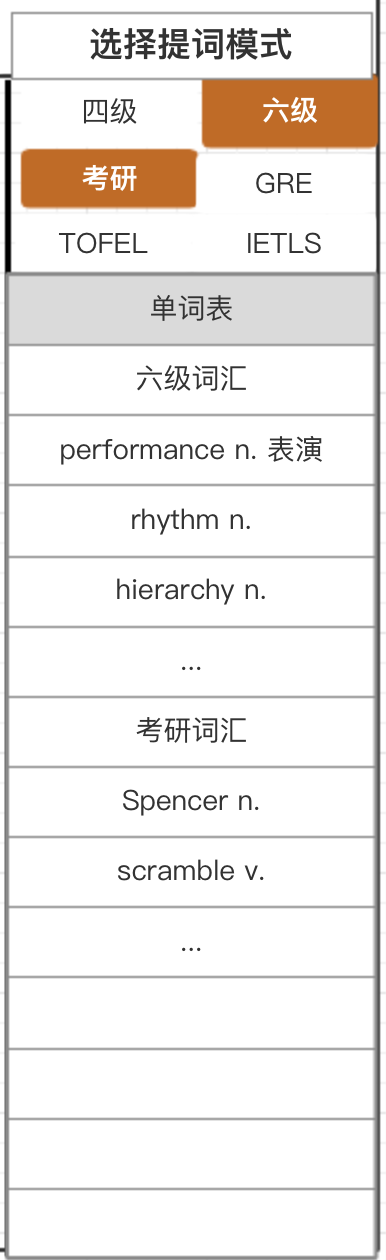 选择提词模式
四级 六级
考研 GRE
TOFEL IETLS
单词表
六级词汇
performance n. 表演
rhythm n.
hierarchy n.
...
考研词汇
Spencer n.
scramble v.
...